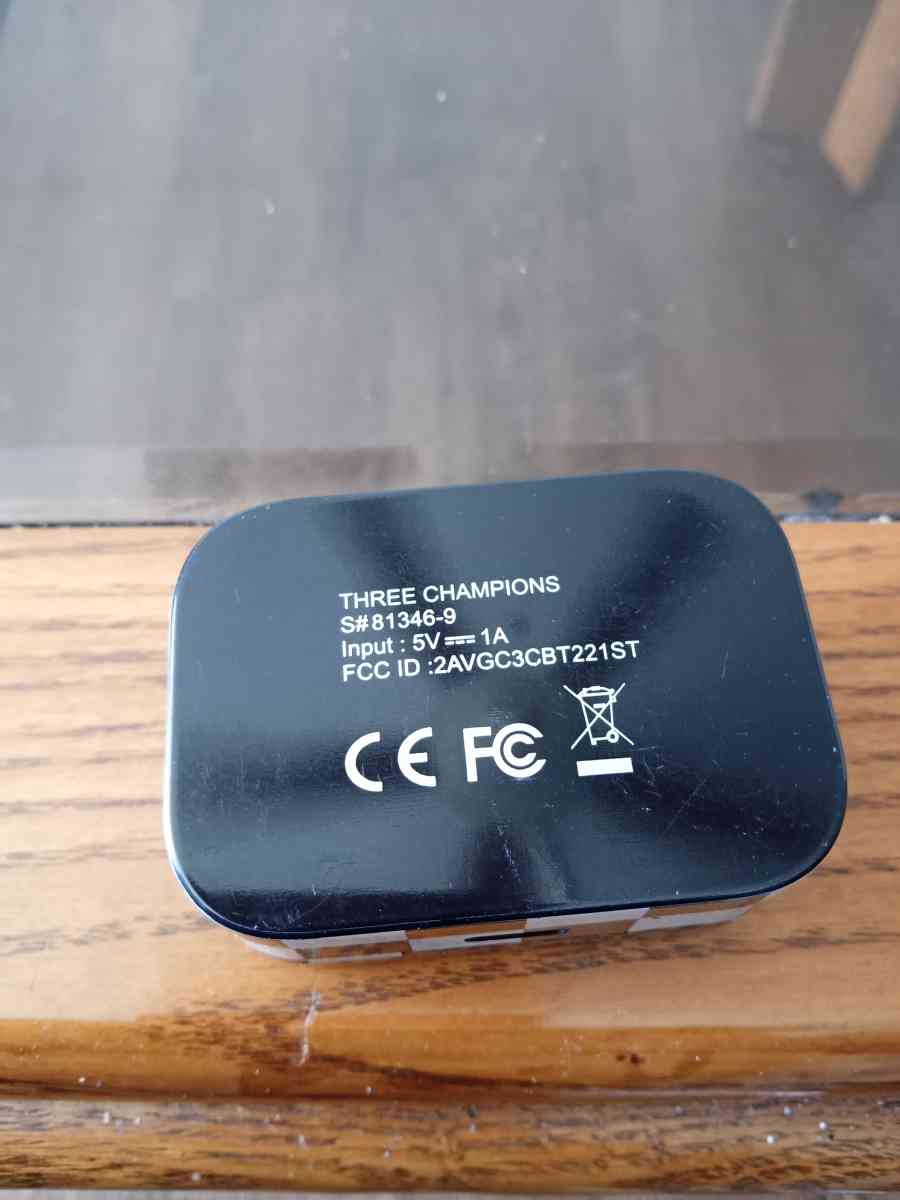 THREE CHAMPIONS
S#81346-9
Input : 5V⎓1A
FCC ID :2AVGC3CBT221ST
CE FC